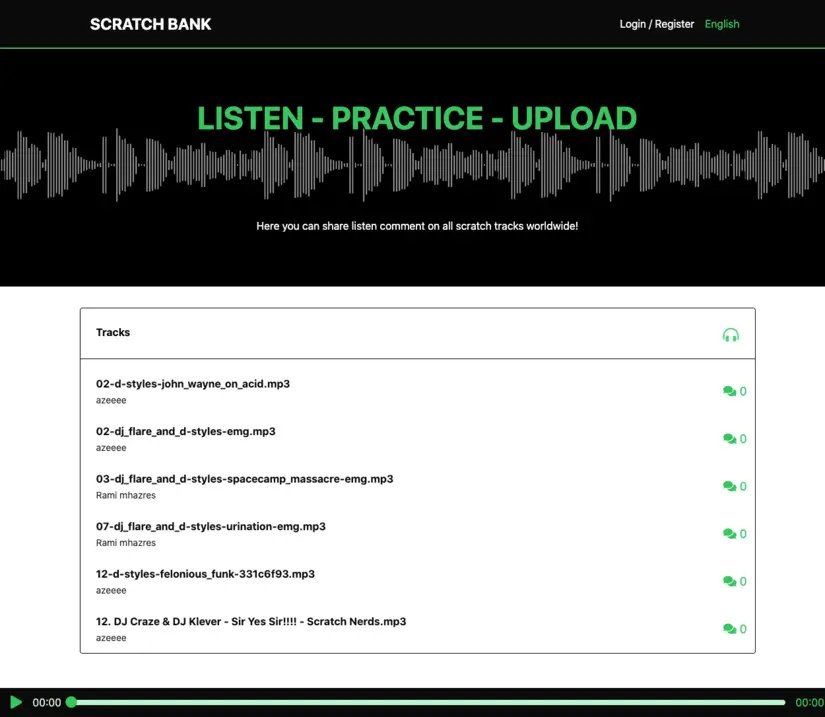 SCRATCH BANK
Login / Register English
LISTEN - PRACTICE - UPLOAD
Here you can share listen comment on all scratch tracks worldwide!
Tracks
02-d-styles-john_wayne_on_acid.mp3
azeeee
0
02-dj_flare_and_d-styles-emg.mp3
azeeee
0
03-dj_flare_and_d-styles-spacecamp_massacre-emg.mp3
Rami mhazres
0
07-dj_flare_and_d-styles-urination-emg.mp3
Rami mhazres
0
12-d-styles-felonious_funk-331c6f93.mp3
azeeee
0
12. DJ Craze & DJ Klever - Sir Yes Sir!!!! - Scratch Nerds.mp3
azeeee
0
00:00 00:00